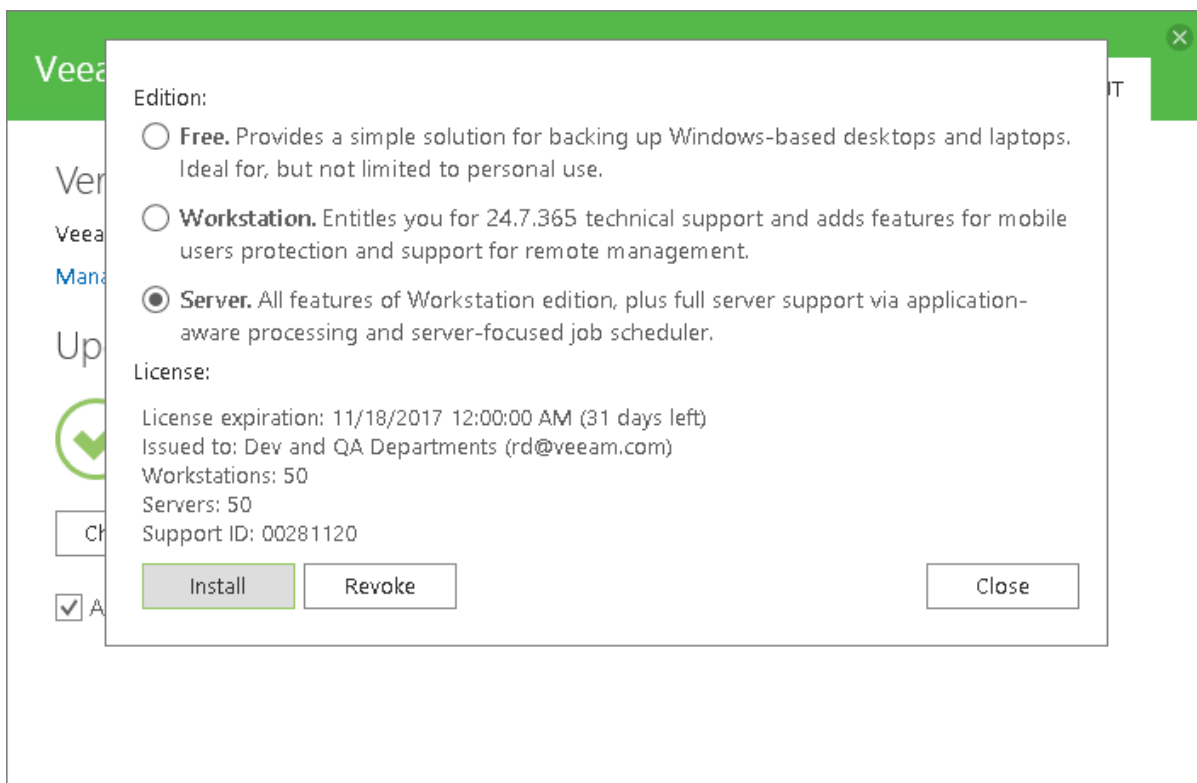 Edition:
Free. Provides a simple solution for backing up Windows-based desktops and laptops.
Ideal for, but not limited to personal use.
Workstation. Entitles you for 24.7.365 technical support and adds features for mobile
users protection and support for remote management.
Server. All features of Workstation edition, plus full server support via application-
aware processing and server-focused job scheduler.
License:
License expiration: 11/18/2017 12:00:00 AM (31 days left)
Issued to: Dev and QA Departments (rd@veeam.com)
Workstations: 50
Servers: 50
Support ID: 00281120
Install Revoke Close